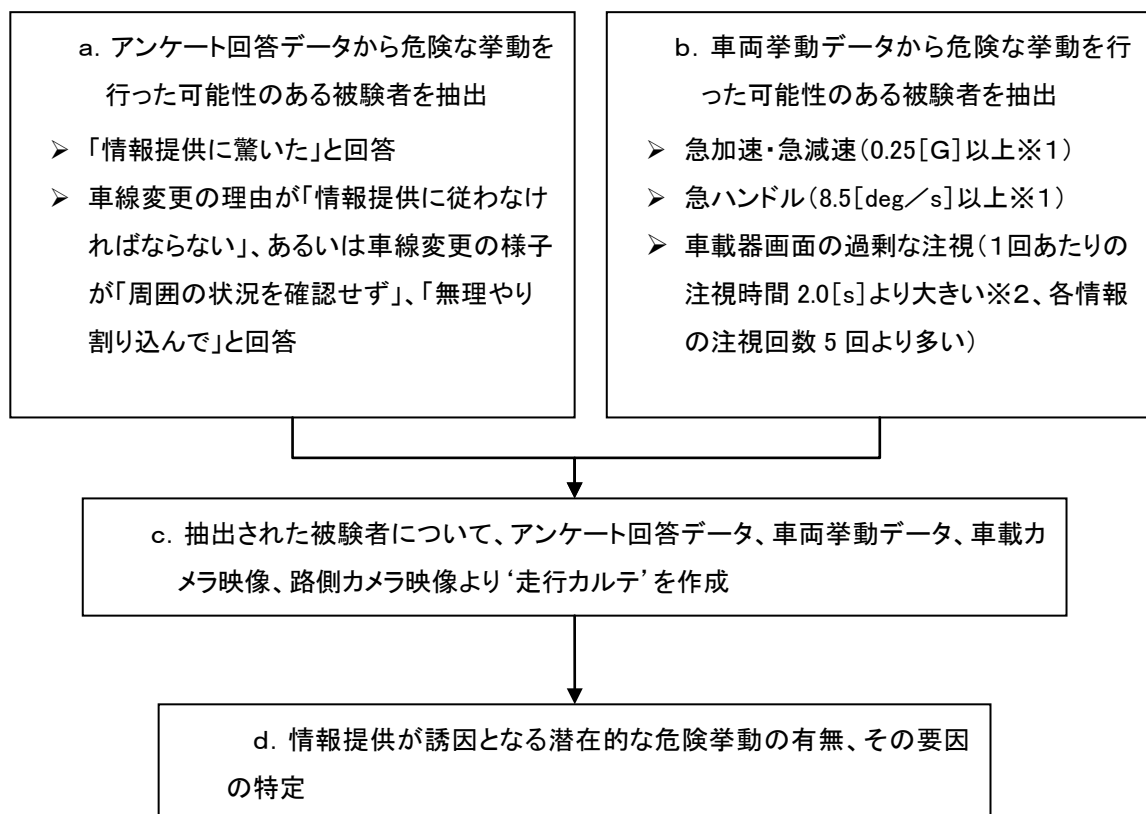 a．アンケート回答データから危険な挙動を
行った可能性のある被験者を抽出
➢ 「情報提供に驚いた」と回答
➢ 車線変更の理由が「情報提供に従わなけ
ればならない」、あるいは車線変更の様子
が「周囲の状況を確認せず」、「無理やり
割り込んで」と回答
b．車両挙動データから危険な挙動を行
った可能性のある被験者を抽出
➢ 急加速・急減速（0.25[Ｇ]以上※１）
➢ 急ハンドル（8.5[deg／s]以上※１）
➢ 車載器画面の過剰な注視（１回あたりの
注視時間 2.0[s]より大きい※２、各情報
の注視回数 5 回より多い）
c．抽出された被験者について、アンケート回答データ、車両挙動データ、車載カ
メラ映像、路側カメラ映像より‘走行カルテ’を作成
d．情報提供が誘因となる潜在的な危険挙動の有無、その要因
の特定